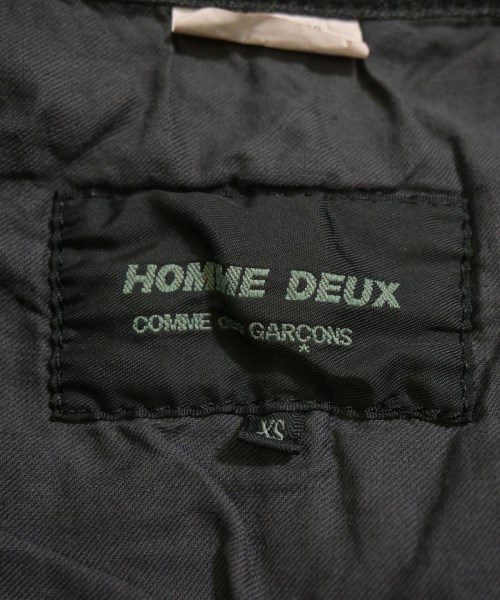 HOMME DEUX
COMME des GARÇONS
*
XS